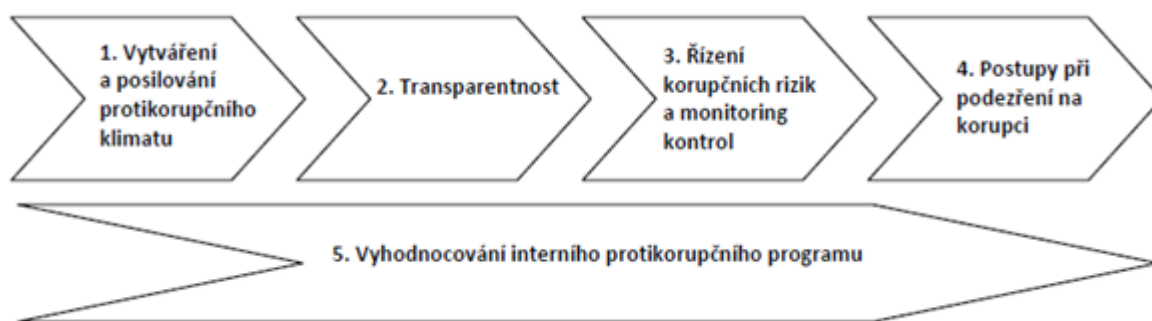 1. Vytváření
a posilování
protikorupčního
klimatu
2. Transparentnost
3. Řízení
korupčních rizik
a monitoring
kontrol
4. Postupy při
podezření na
korupci
5. Vyhodnocování interního protikorupčního programu